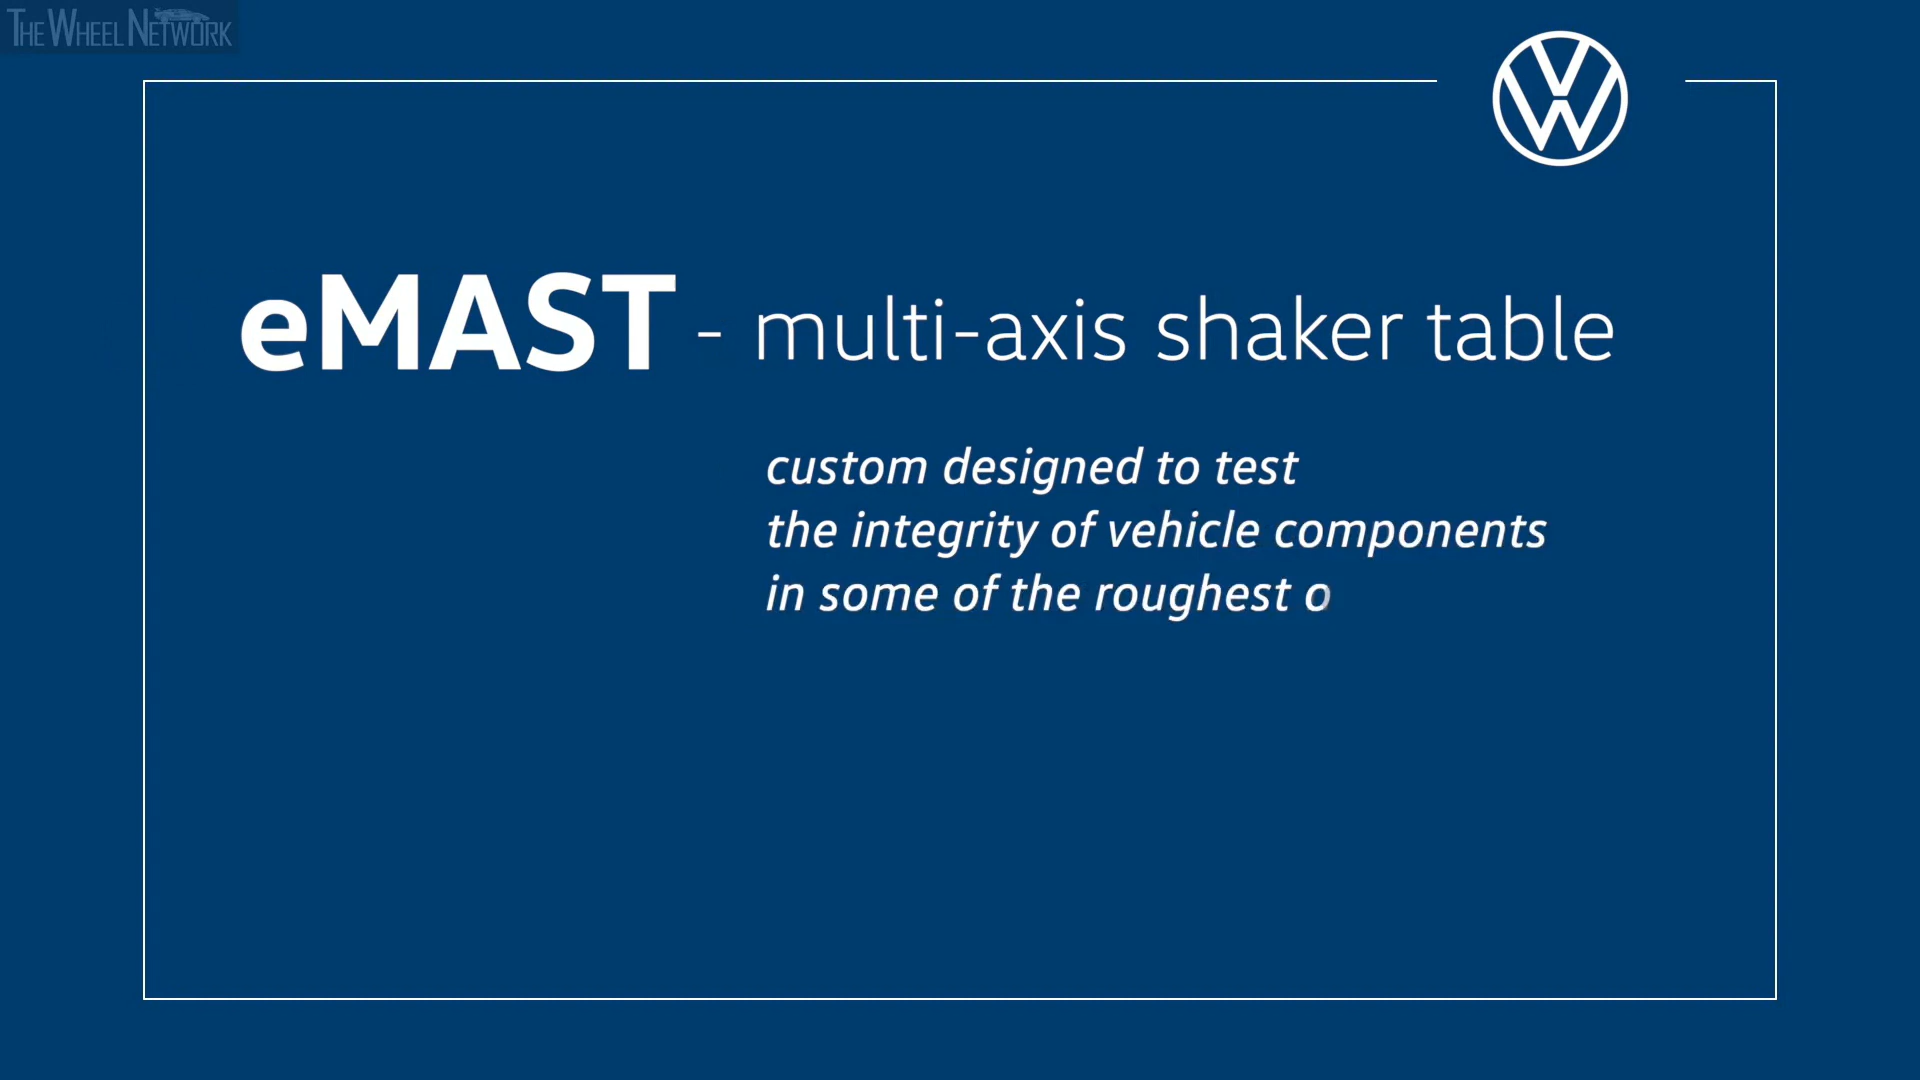 THE WHEEL NETWORK
eMAST - multi-axis shaker table
custom designed to test
the integrity of vehicle components
in some of the roughest o